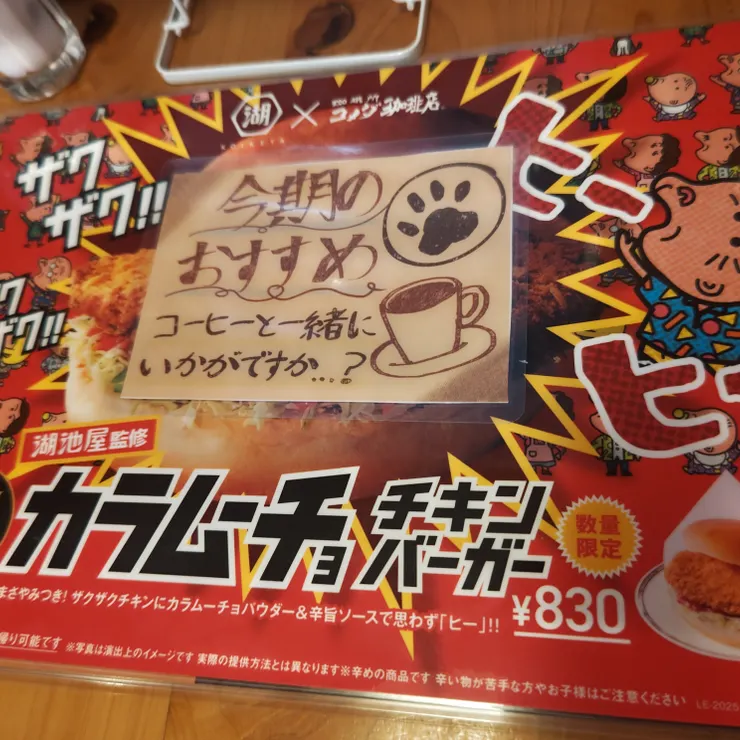 湖 × 珈琲所 コメダ珈琲店
KOIKEYA
ザク
ザク!!
ヒー
今期の
おすすめ
コーヒーと一緒に
いかがですか…?
ザク!!
ヒー
湖池屋監修
カラムーチョ チキンバーガー
数量
限定
¥830
まさやみつき! ザクザクチキンにカラムーチョパウダー&辛旨ソースで思わず「ヒー」!!
帰り可能です ※写真は演出上のイメージです 実際の提供方法とは異なります ※辛めの商品です 辛い物が苦手な方やお子様はご注意ください
LE-2025